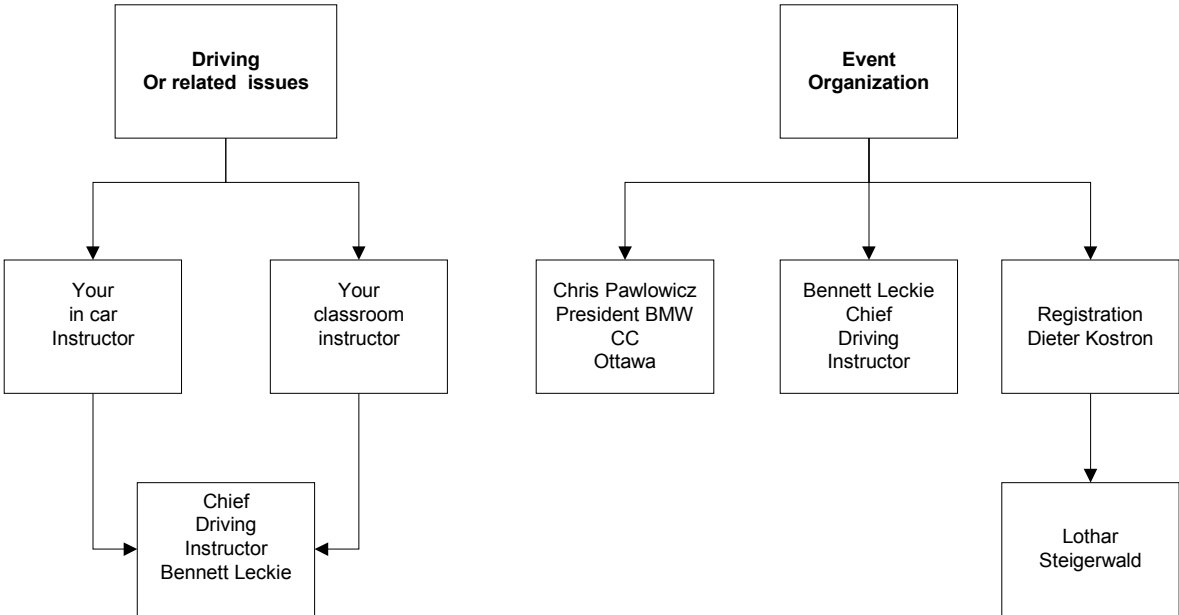 Driving
Or related  issues
Event
Organization
Your
in car
Instructor
Your
classroom
instructor
Chris Pawlowicz
President BMW
CC
Ottawa
Bennett Leckie
Chief
Driving
Instructor
Registration
Dieter Kostron
Chief
Driving
Instructor
Bennett Leckie
Lothar
Steigerwald